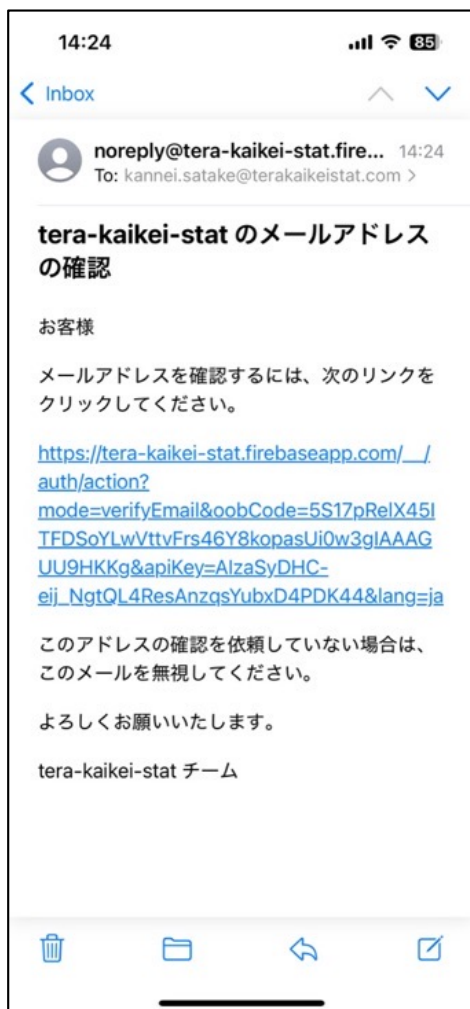 14:24
85
Inbox
noreply@tera-kaikei-stat.fire... 14:24
To: kannei.satake@terakaikeistat.com >
tera-kaikei-stat のメールアドレス
の確認
お客様
メールアドレスを確認するには、次のリンクを
クリックしてください。
https://tera-kaikei-stat.firebaseapp.com/__/
auth/action?
mode=verifyEmail&oobCode=5S17pRelX45I
TFDSoYLwVttvFrs46Y8kopasUi0w3gIAAAG
UU9HKKg&apiKey=AIzaSyDHC-
eij_NgtQL4ResAnzqsYubxD4PDK44&lang=ja
このアドレスの確認を依頼していない場合は、
このメールを無視してください。
よろしくお願いいたします。
tera-kaikei-stat チーム